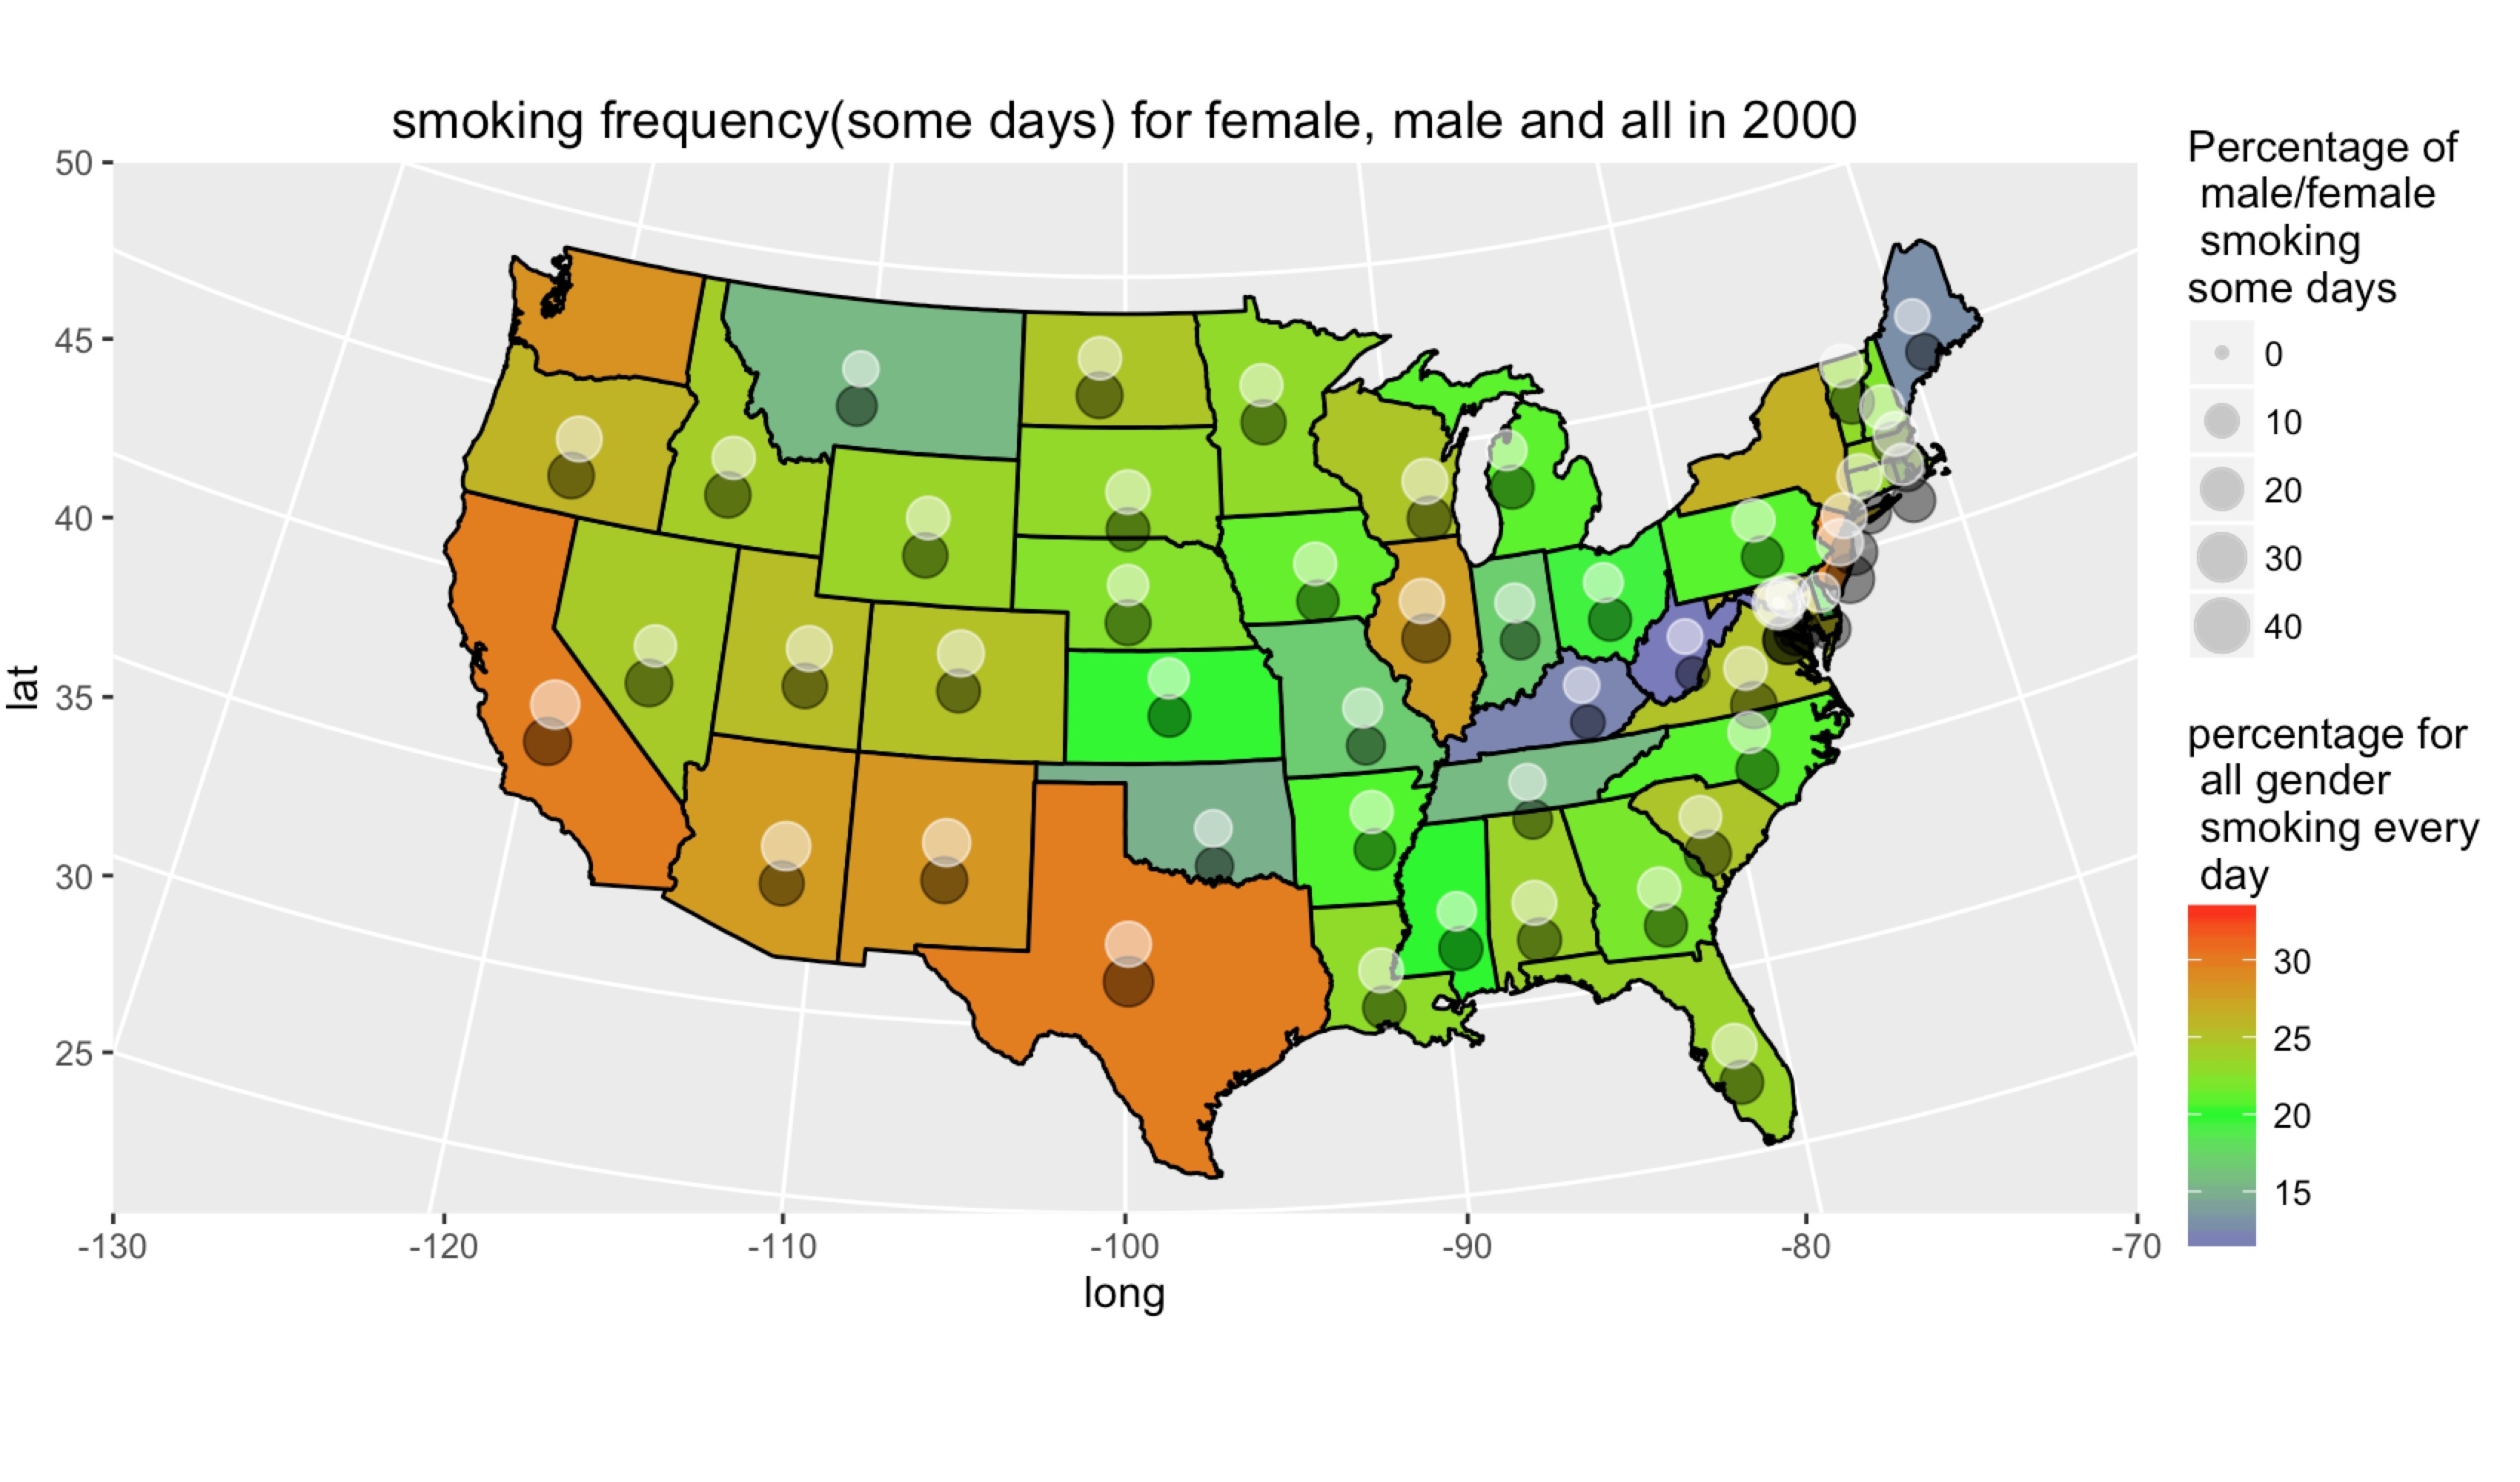 smoking frequency(some days) for female, male and all in 2000
50
45
40
35
30
25
lat
-130
-120
-110
-100
-90
-80
-70
long
Percentage of
male/female
smoking
some days
0
10
20
30
40
percentage for
all gender
smoking every
day
30
25
20
15